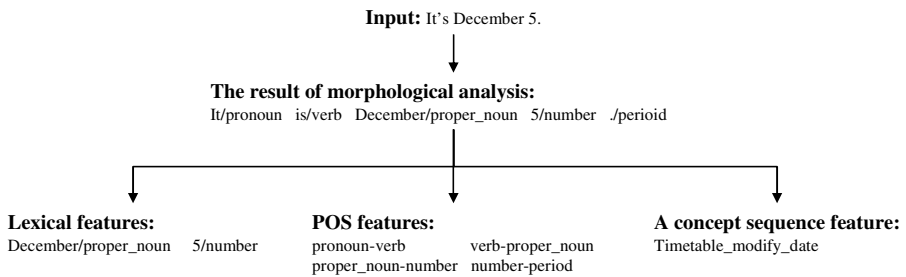 Input: It's December 5.
The result of morphological analysis:
It/pronoun is/verb December/proper_noun 5/number ./perioid
Lexical features:
December/proper_noun 5/number
POS features:
pronoun-verb verb-proper_noun
proper_noun-number number-period
A concept sequence feature:
Timetable_modify_date